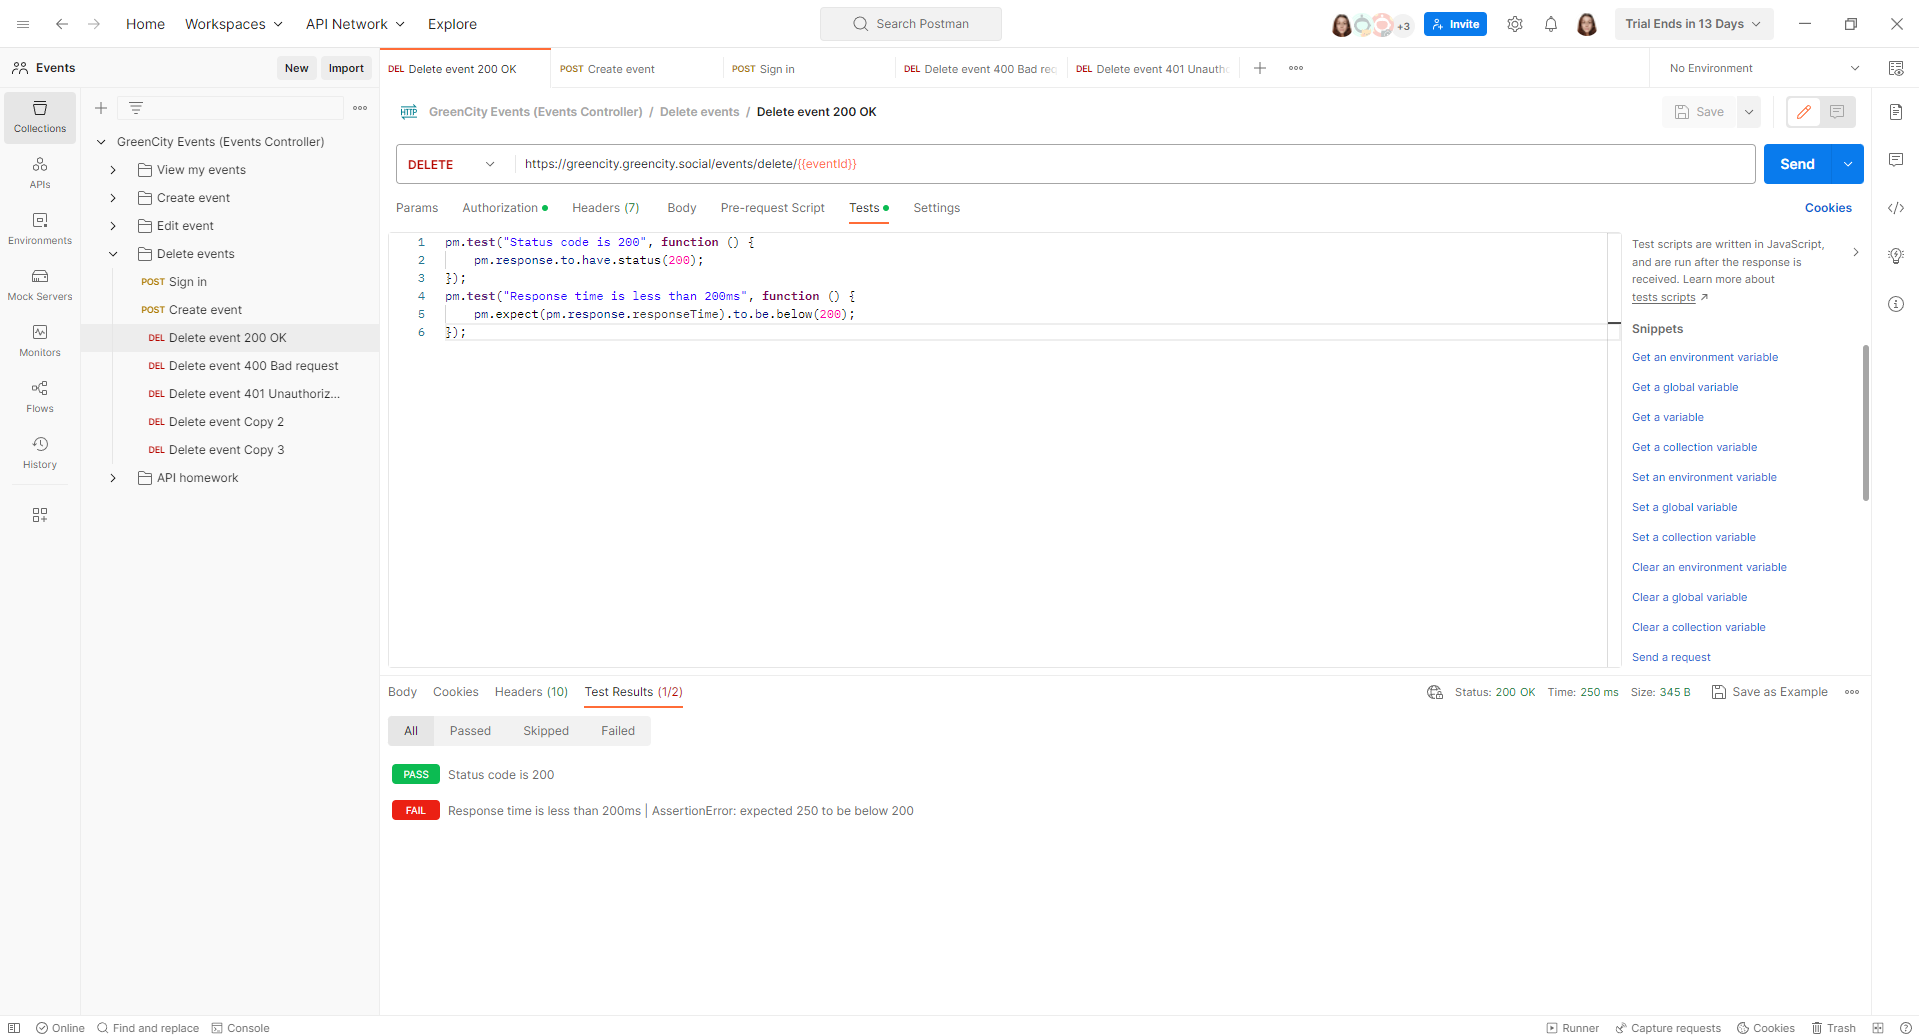 Home
Workspaces
API Network
Explore
Search Postman
+3
Invite
Trial Ends in 13 Days
Events
New
Import
DEL Delete event 200 OK
POST Create event
POST Sign in
DEL Delete event 400 Bad req
DEL Delete event 401 Unautho
No Environment
Collections
APIs
Environments
Mock Servers
Monitors
Flows
History
GreenCity Events (Events Controller)
View my events
Create event
Edit event
Delete events
POST Sign in
POST Create event
DEL Delete event 200 OK
DEL Delete event 400 Bad request
DEL Delete event 401 Unauthoriz...
DEL Delete event Copy 2
DEL Delete event Copy 3
API homework
HTTP GreenCity Events (Events Controller) / Delete events / Delete event 200 OK
Save
DELETE
https://greencity.greencity.social/events/delete/{{eventId}}
Send
Params
Authorization
Headers (7)
Body
Pre-request Script
Tests
Settings
Cookies
1 pm.test("Status code is 200", function () {
2 pm.response.to.have.status(200);
3 });
4 pm.test("Response time is less than 200ms", function () {
5 pm.expect(pm.response.responseTime).to.be.below(200);
6 });
Test scripts are written in JavaScript,
and are run after the response is
received. Learn more about
tests scripts
Snippets
Get an environment variable
Get a global variable
Get a variable
Get a collection variable
Set an environment variable
Set a global variable
Set a collection variable
Clear an environment variable
Clear a global variable
Clear a collection variable
Send a request
Body
Cookies
Headers (10)
Test Results (1/2)
Status: 200 OK
Time: 250 ms
Size: 345 B
Save as Example
All
Passed
Skipped
Failed
PASS Status code is 200
FAIL Response time is less than 200ms | AssertionError: expected 250 to be below 200
Online
Find and replace
Console
Runner
Capture requests
Cookies
Trash